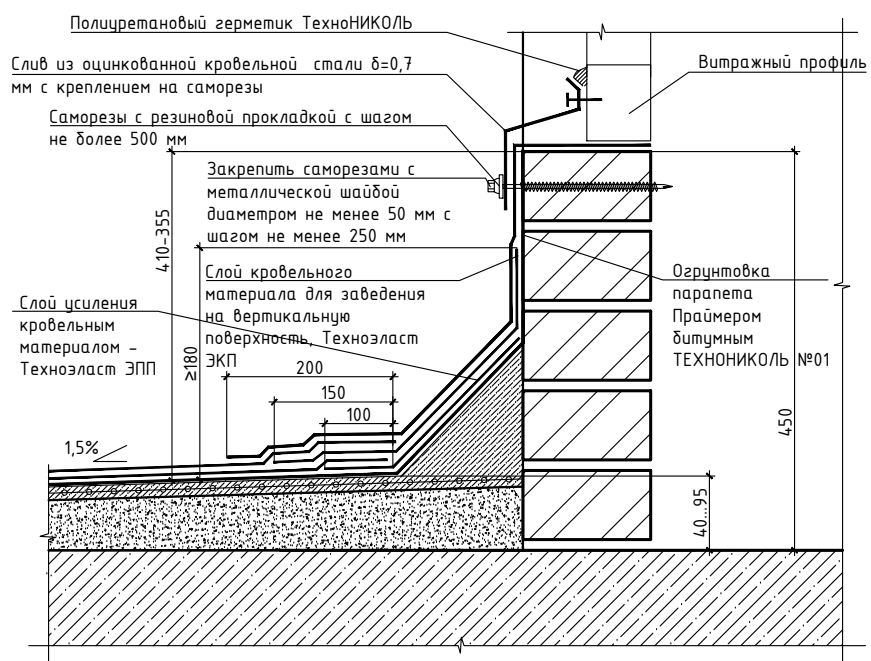 Полиуретановый герметик ТехноНИКОЛЬ
Слив из оцинкованной кровельной стали δ=0,7
мм с креплением на саморезы
Витражный профиль
Саморезы с резиновой прокладкой с шагом
не более 500 мм
Закрепить саморезами с
металлической шайбой
диаметром не менее 50 мм с
шагом не менее 250 мм
410-355
Слой кровельного
материала для заведения
на вертикальную
поверхность, Техноэласт
ЭКП
Огрунтовка
парапета
Праймером
битумным
ТЕХНОНИКОЛЬ №01
Слой усиления
кровельным
материалом –
Техноэласт ЭПП
≥180
200
150
100
450
1,5%
40...95